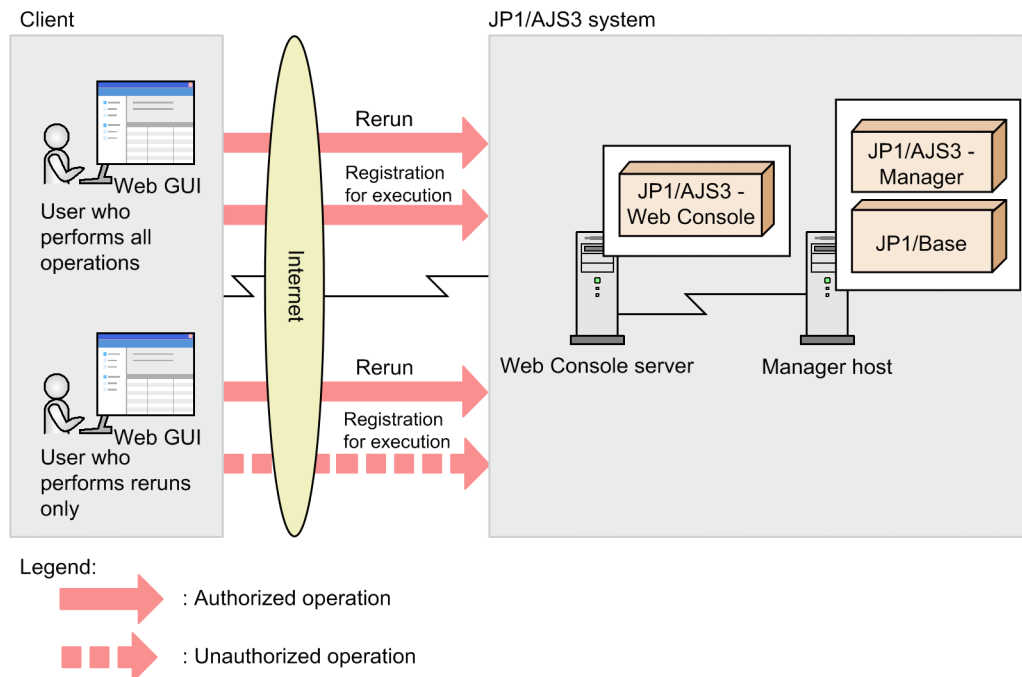 Client
JP1/AJS3 system
Web GUI
User who
performs all
operations
Rerun
Registration
for execution
Internet
JP1/AJS3 -
Web Console
JP1/AJS3 -
Manager
JP1/Base
Web Console server
Manager host
Web GUI
User who
performs reruns
only
Rerun
Registration
for execution
Legend:
: Authorized operation
: Unauthorized operation